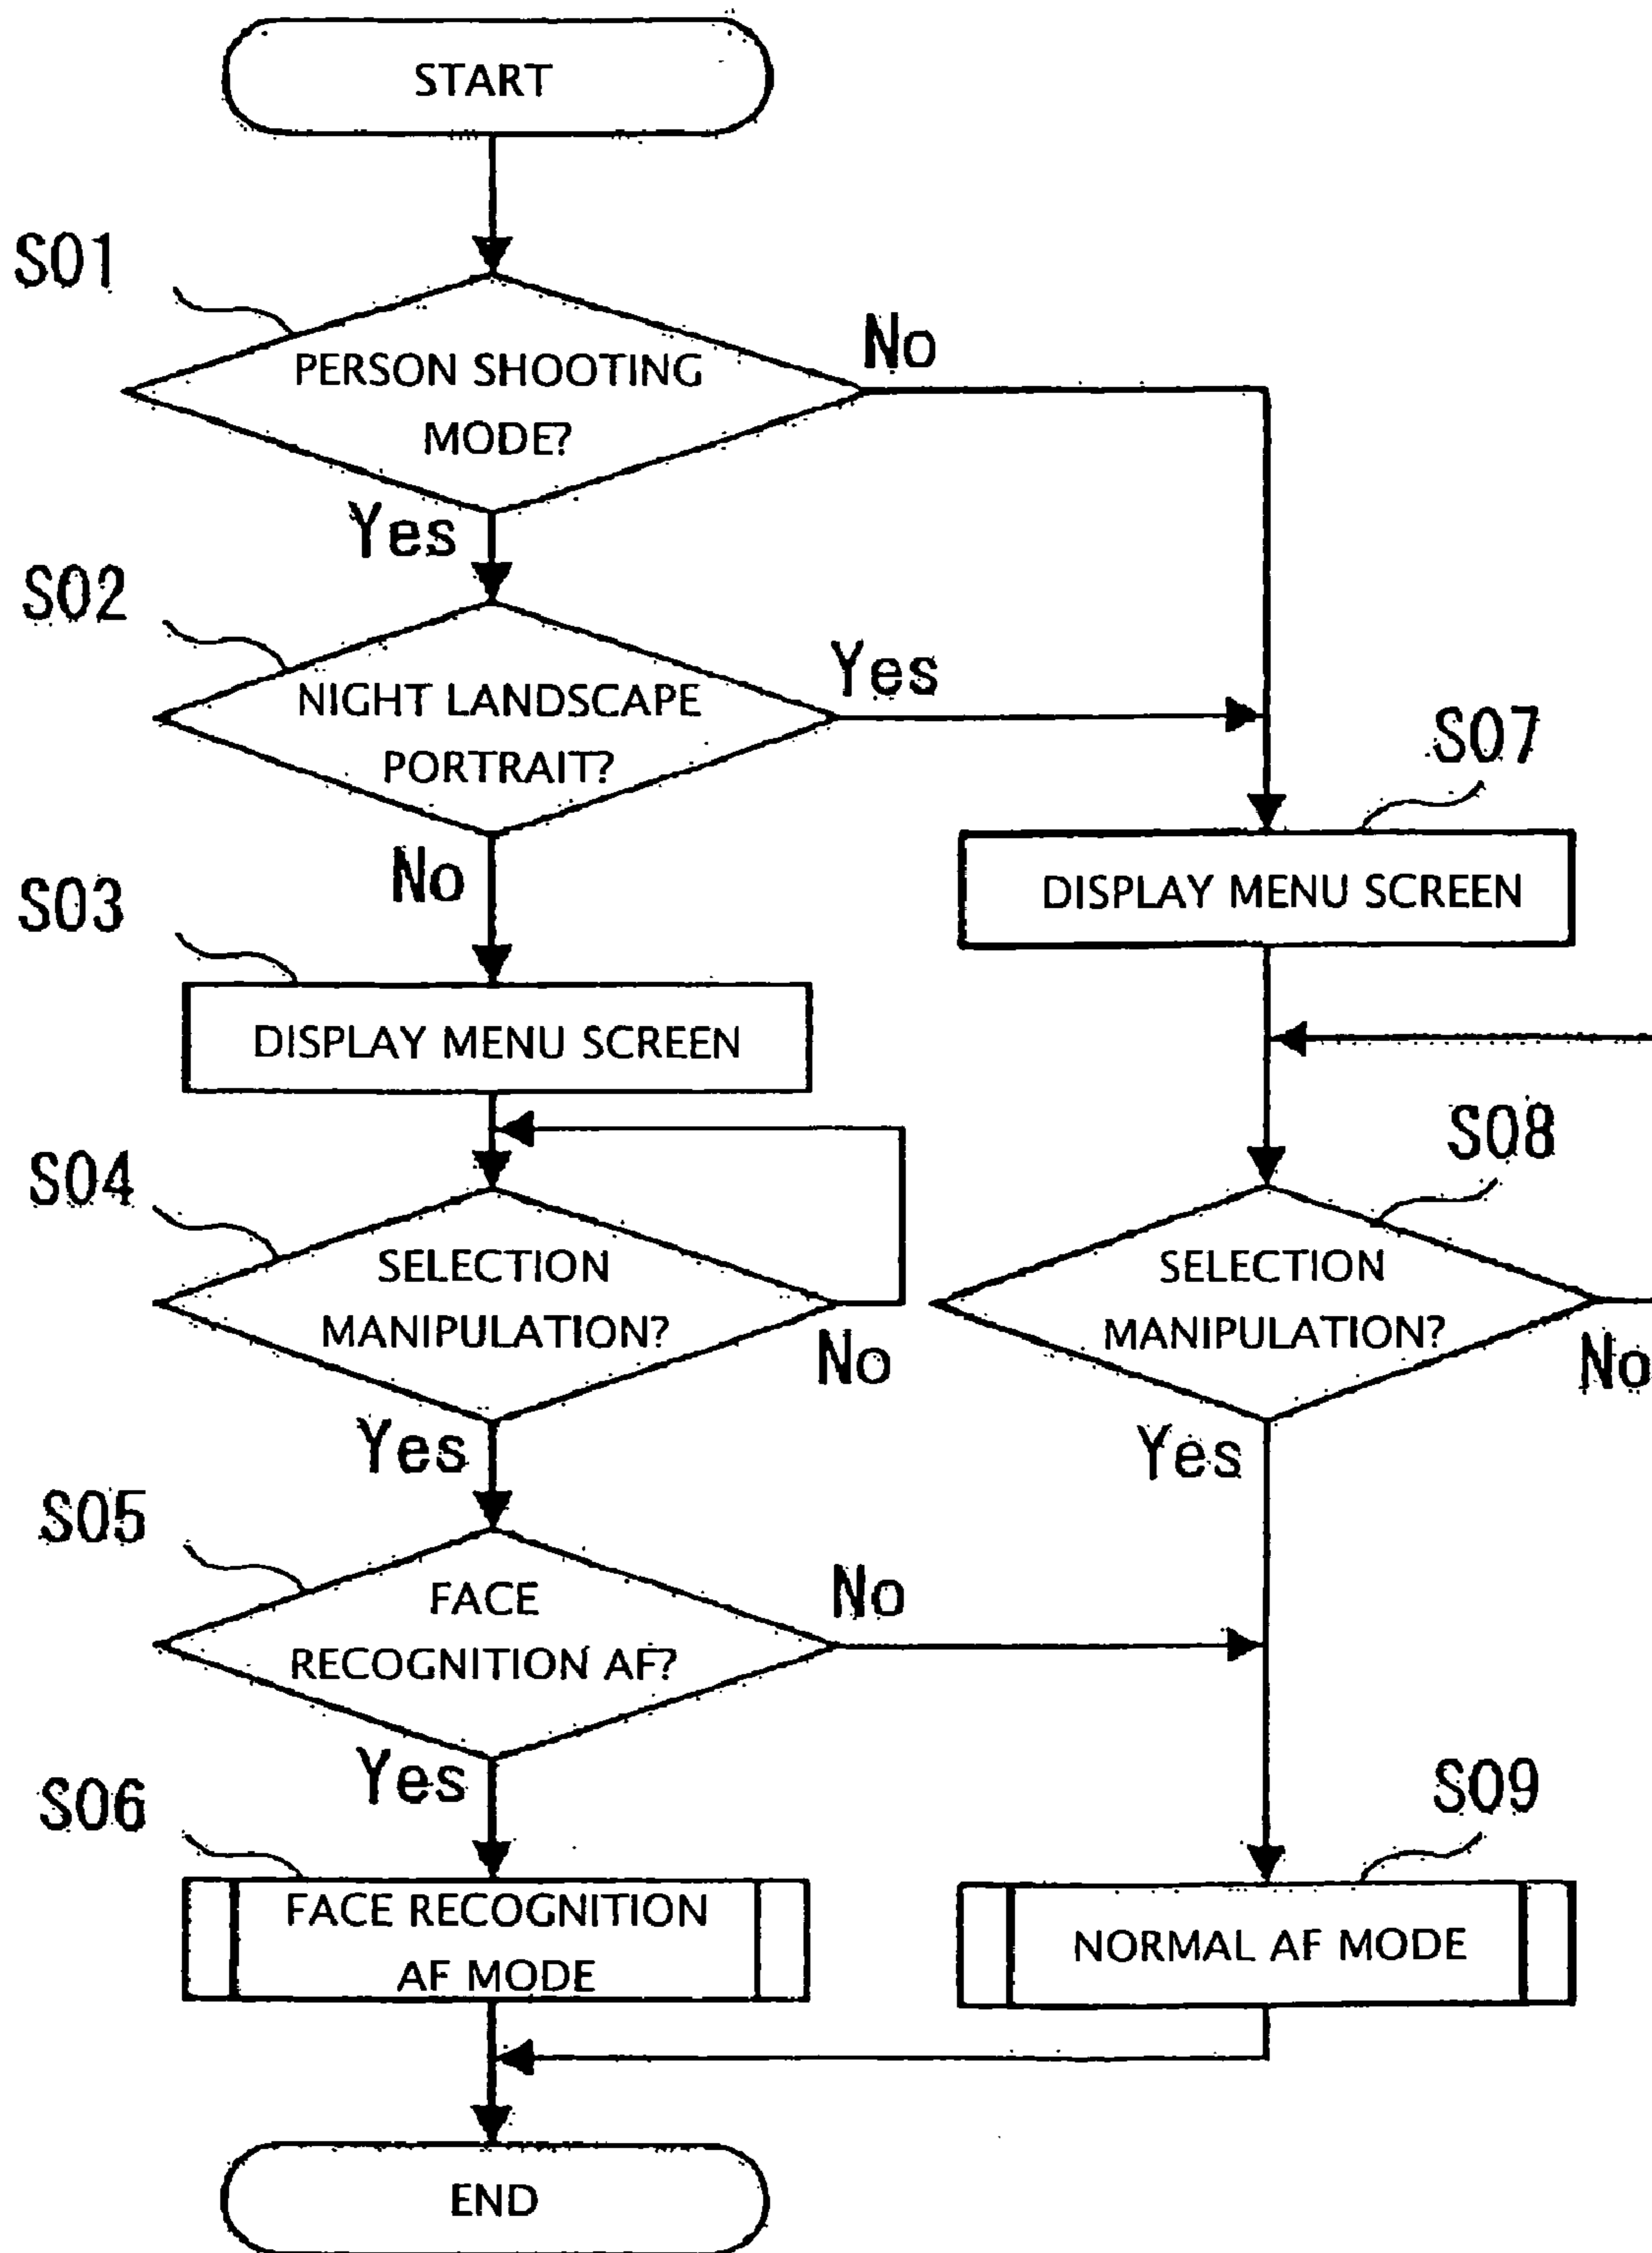 START
S01
PERSON SHOOTING
MODE?
No
Yes
S02
NIGHT LANDSCAPE
PORTRAIT?
Yes
No
S07
DISPLAY MENU SCREEN
S03
DISPLAY MENU SCREEN
S04
SELECTION
MANIPULATION?
No
Yes
S08
SELECTION
MANIPULATION?
No
Yes
S05
FACE
RECOGNITION AF?
No
Yes
S06
FACE RECOGNITION
AF MODE
S09
NORMAL AF MODE
END